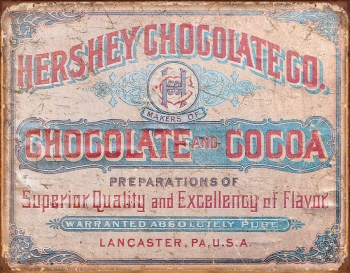 HERSHEY CHOCOLATE CO.
MAKERS OF
CHOCOLATE AND COCOA
PREPARATIONS OF
Superior Quality and Excellency of Flavor
WARRANTED ABSOLUTELY PURE
LANCASTER, PA. U.S.A.